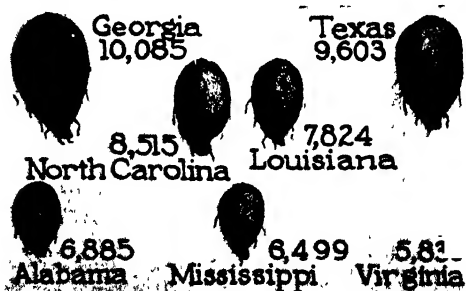 Georgia
10,085
Texas
9,603
8,515
North Carolina
7,824
Louisiana
6,885
Alabama
6,499
Mississippi
Virginia